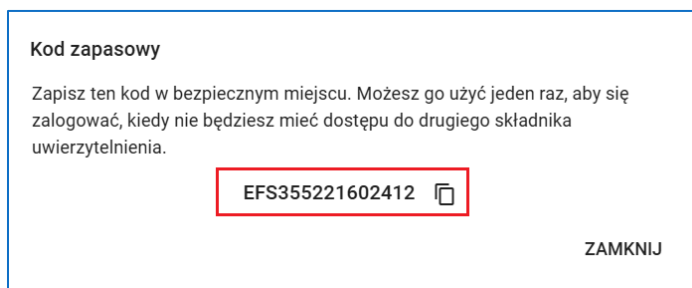 Kod zapasowy
Zapisz ten kod w bezpiecznym miejscu. Możesz go użyć jeden raz, aby się
zalogować, kiedy nie będziesz mieć dostępu do drugiego składnika
uwierzytelnienia.
EFS355221602412
ZAMKNIJ